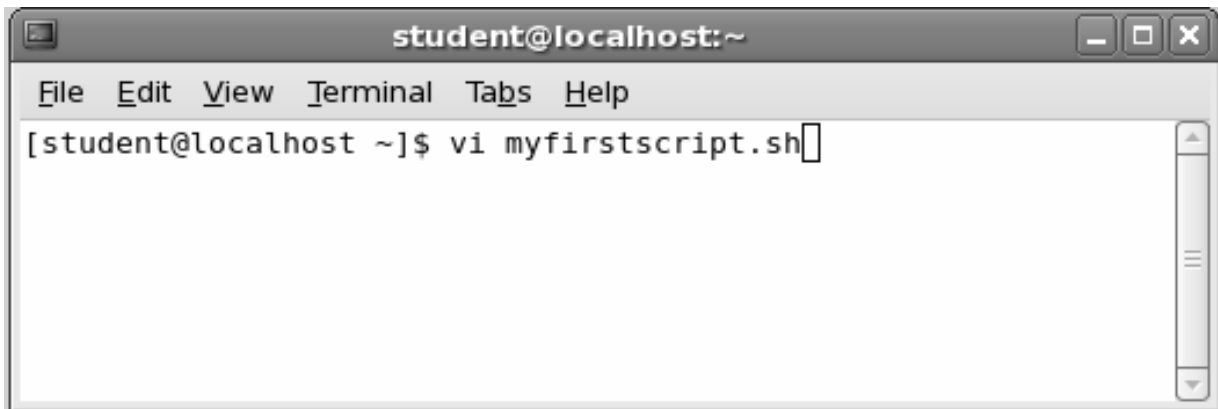 student@localhost:~
File Edit View Terminal Tabs Help
[student@localhost ~]$ vi myfirstscript.sh